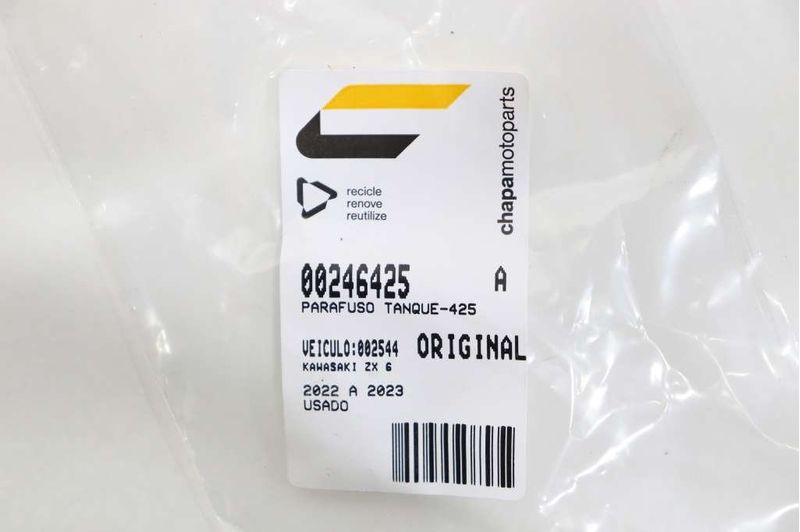 chapamotoparts
recicle
renove
reutilize
00246425 A
PARAFUSO TANQUE-425
VEICULO:002544 ORIGINAL
KAWASAKI ZX 6
2022 A 2023
USADO